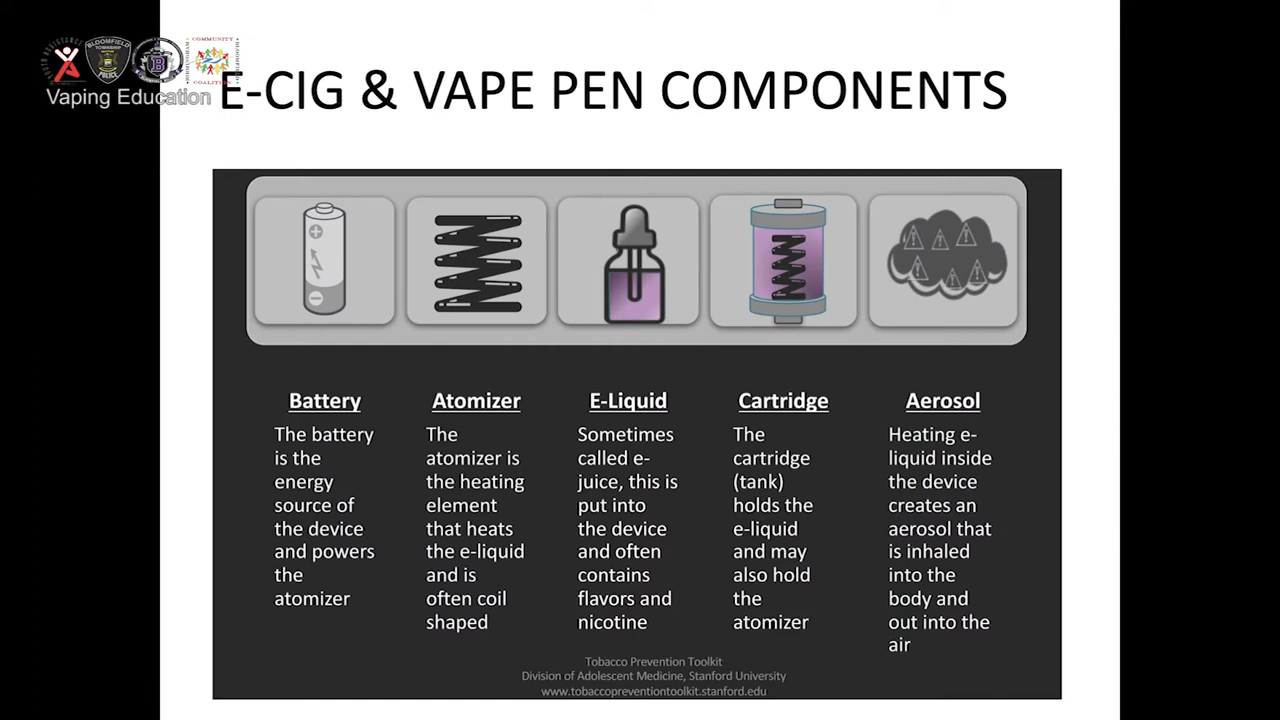 COMMUNITY
BLOOMFIELD
TOWNSHIP
POLICE
B
COALITION
Vaping Education
E-CIG & VAPE PEN COMPONENTS
Battery
The battery
is the
energy
source of
the device
and powers
the
atomizer
Atomizer
The
atomizer is
the heating
element
that heats
the e-liquid
and is
often coil
shaped
E-Liquid
Sometimes
called e-
juice, this is
put into
the device
and often
contains
flavors and
nicotine
Cartridge
The
cartridge
(tank)
holds the
e-liquid
and may
also hold
the
atomizer
Aerosol
Heating e-
liquid inside
the device
creates an
aerosol that
is inhaled
into the
body and
out into the
air
Tobacco Prevention Toolkit
Division of Adolescent Medicine, Stanford University
www.tobaccopreventiontoolkit.stanford.edu